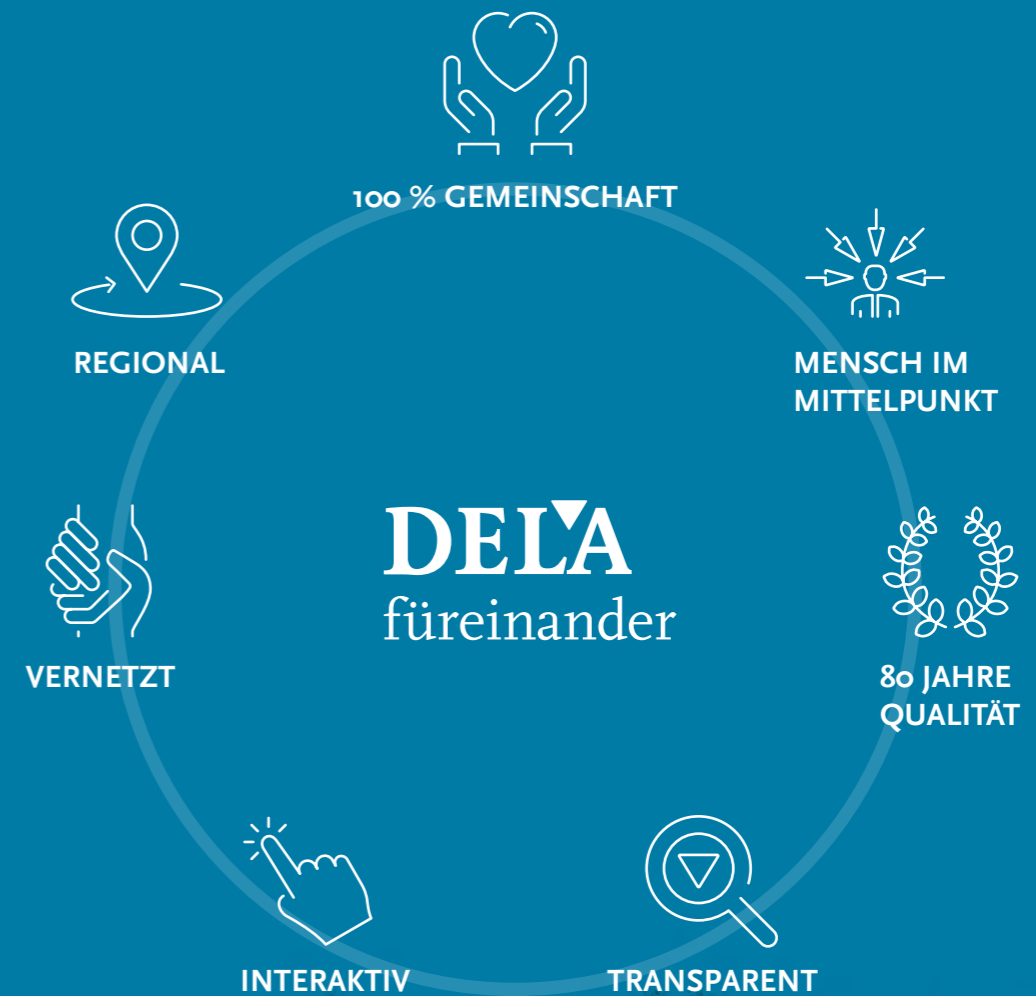 100 % GEMEINSCHAFT
REGIONAL
MENSCH IM
MITTELPUNKT
DELA
füreinander
VERNETZT
80 JAHRE
QUALITÄT
INTERAKTIV
TRANSPARENT